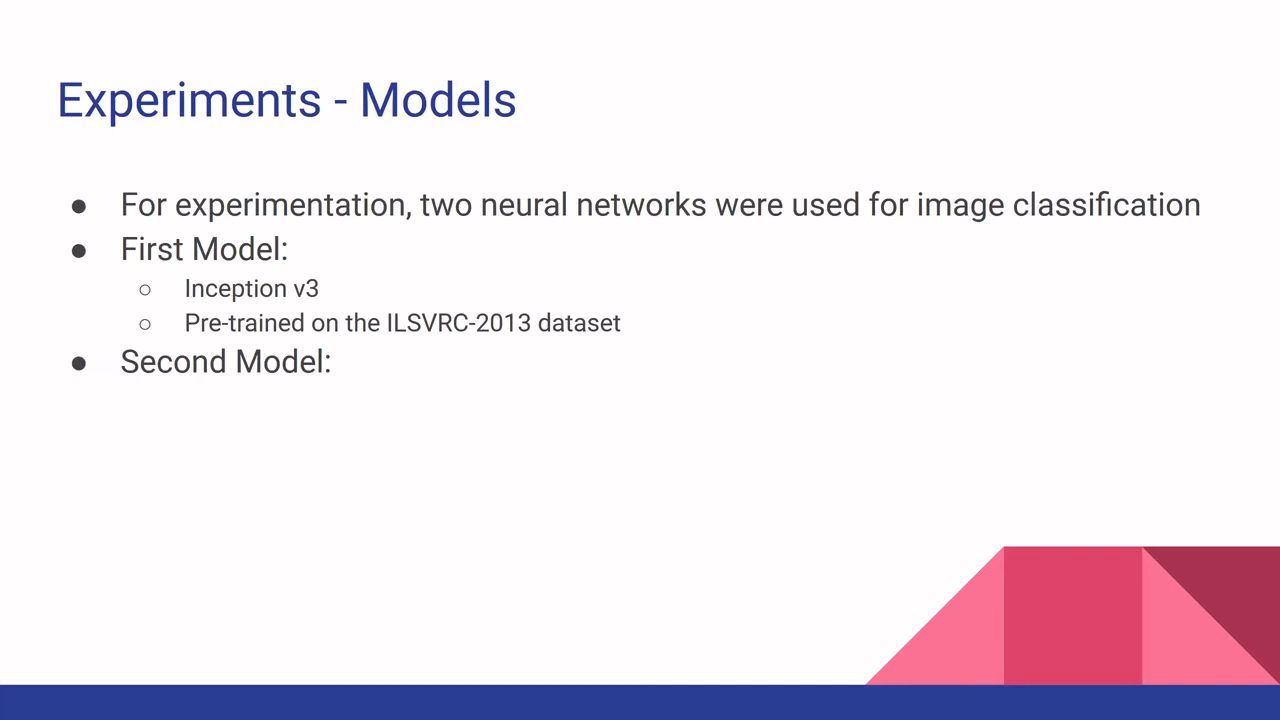 Experiments - Models
● For experimentation, two neural networks were used for image classification
● First Model:
○ Inception v3
○ Pre-trained on the ILSVRC-2013 dataset
● Second Model: